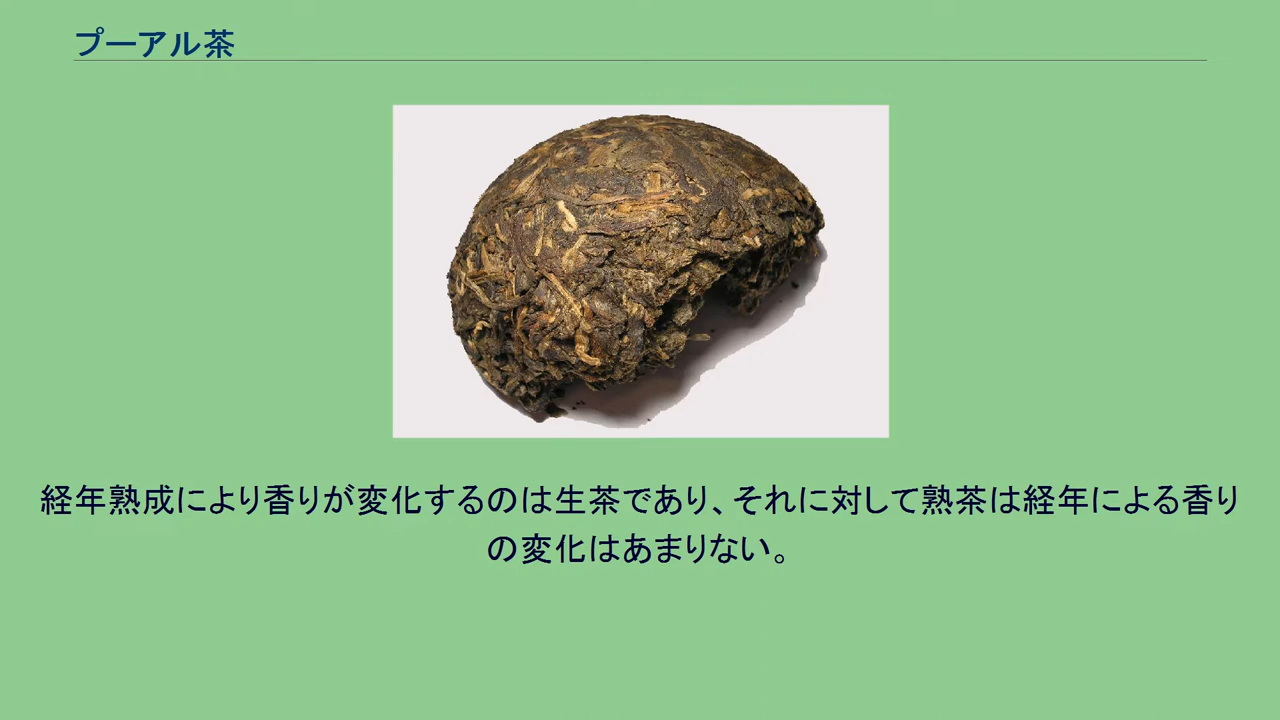 プーアル茶
経年熟成により香りが変化するのは生茶であり、それに対して熟茶は経年による香り
の変化はあまりない。